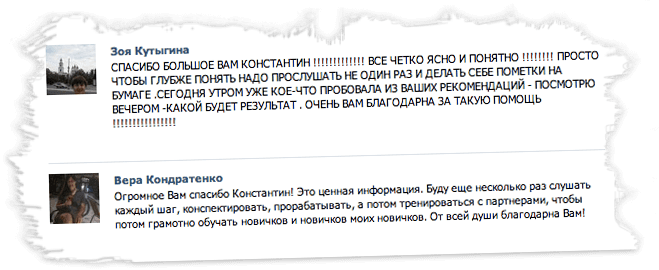 Зоя Кутыгина
СПАСИБО БОЛЬШОЕ ВАМ КОНСТАНТИН !!!!!!!!!!!!! ВСЕ ЧЕТКО ЯСНО И ПОНЯТНО !!!!!!!! ПРОСТО
ЧТОБЫ ГЛУБЖЕ ПОНЯТЬ НАДО ПРОСЛУШАТЬ НЕ ОДИН РАЗ И ДЕЛАТЬ СЕБЕ ПОМЕТКИ НА
БУМАГЕ .СЕГОДНЯ УТРОМ УЖЕ КОЕ-ЧТО ПРОБОВАЛА ИЗ ВАШИХ РЕКОМЕНДАЦИЙ - ПОСМОТРЮ
ВЕЧЕРОМ -КАКОЙ БУДЕТ РЕЗУЛЬТАТ . ОЧЕНЬ ВАМ БЛАГОДАРНА ЗА ТАКУЮ ПОМОЩЬ
!!!!!!!!!!!!!!!!
Вера Кондратенко
Огромное Вам спасибо Константин! Это ценная информация. Буду еще несколько раз слушать
каждый шаг, конспектировать, прорабатывать, а потом тренироваться с партнерами, чтобы
потом грамотно обучать новичков и новичков моих новичков. От всей души благодарна Вам!